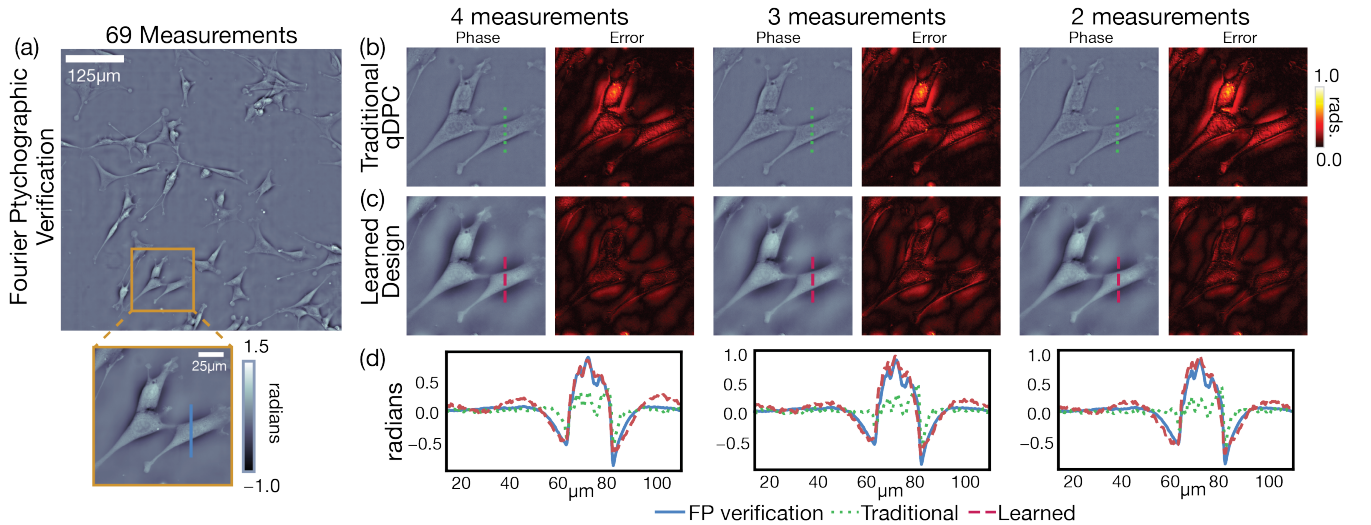 69 Measurements
4 measurements
3 measurements
2 measurements
(a)
125µm
Fourier Ptychographic
Verification
25µm
1.5
radians
−1.0
(b)
Phase
Error
Phase
Error
Phase
Error
Traditional
qDPC
1.0
rads.
0.0
(c)
Learned
Design
(d)
radians
0.5
0.0
−0.5
20
40
60
80
100
µm
1.0
0.5
0.0
−0.5
20
40
60
80
100
µm
1.0
0.5
0.0
−0.5
20
40
60
80
100
µm
FP verification
Traditional
Learned